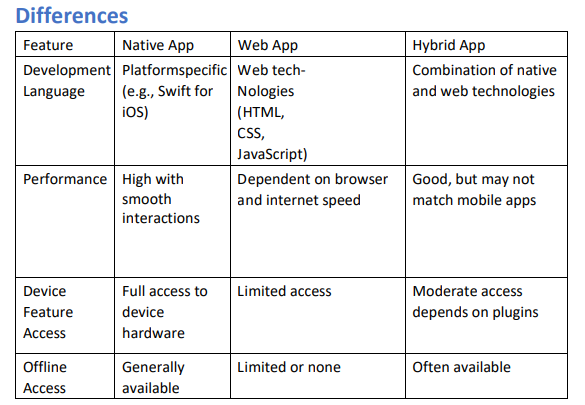 Differences
Feature Native App Web App Hybrid App
Development Platformspecific Web tech- Combination of native
Language (e.g., Swift for Nologies and web technologies
iOS) (HTML,
CSS,
JavaScript)
Performance High with Dependent on browser Good, but may not
smooth and internet speed match mobile apps
interactions
Device Full access to Limited access Moderate access
Feature device depends on plugins
Access hardware
Offline Generally Limited or none Often available
Access available